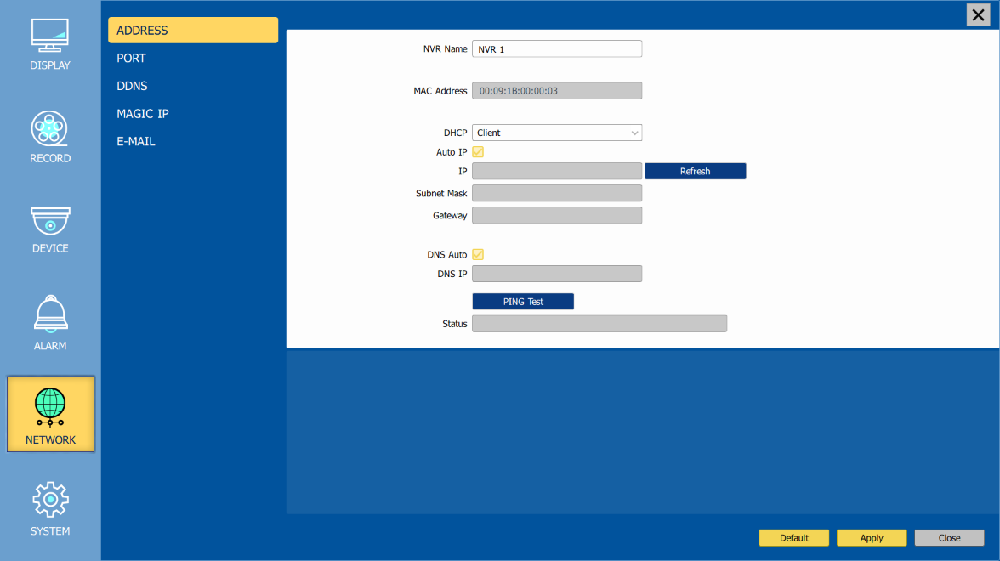 DISPLAY
RECORD
DEVICE
ALARM
NETWORK
SYSTEM
ADDRESS
PORT
DDNS
MAGIC IP
E-MAIL
NVR Name NVR 1
MAC Address 00:09:1B:00:00:03
DHCP Client
Auto IP
IP Refresh
Subnet Mask
Gateway
DNS Auto
DNS IP
PING Test
Status
Default Apply Close